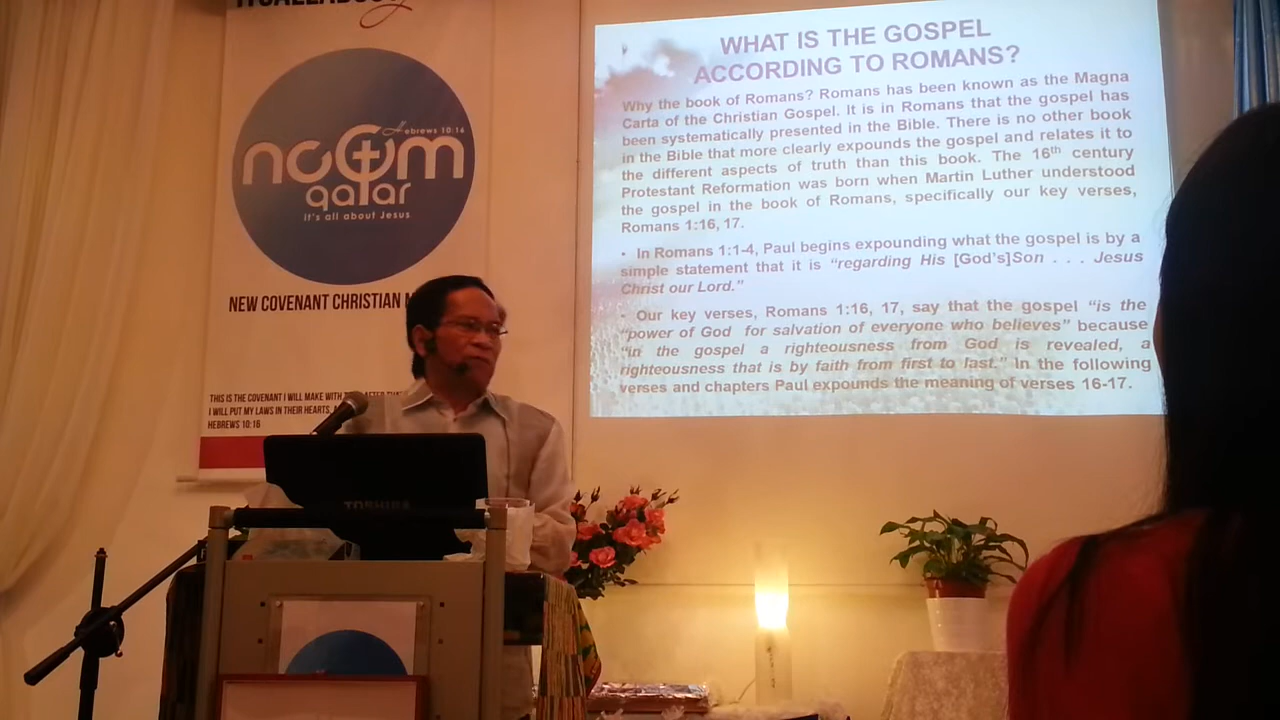 Hebrews 10:16
nccm
qatar
it's all about Jesus
NEW COVENANT CHRISTIAN
THIS IS THE COVENANT I WILL MAKE WITH
I WILL PUT MY LAWS IN THEIR HEARTS,
HEBREWS 10:16
WHAT IS THE GOSPEL
ACCORDING TO ROMANS?
Why the book of Romans? Romans has been known as the Magna
Carta of the Christian Gospel. It is in Romans that the gospel has
been systematically presented in the Bible. There is no other book
in the Bible that more clearly expounds the gospel and relates it to
the different aspects of truth than this book. The 16th century
Protestant Reformation was born when Martin Luther understood
the gospel in the book of Romans, specifically our key verses,
Romans 1:16, 17.
• In Romans 1:1-4, Paul begins expounding what the gospel is by a
simple statement that it is "regarding His [God's]Son . . . Jesus
Christ our Lord."
• Our key verses, Romans 1:16, 17, say that the gospel "is the
"power of God for salvation of everyone who believes" because
"in the gospel a righteousness from God is revealed, a
righteousness that is by faith from first to last." In the following
verses and chapters Paul expounds the meaning of verses 16-17.
TOSHIBA